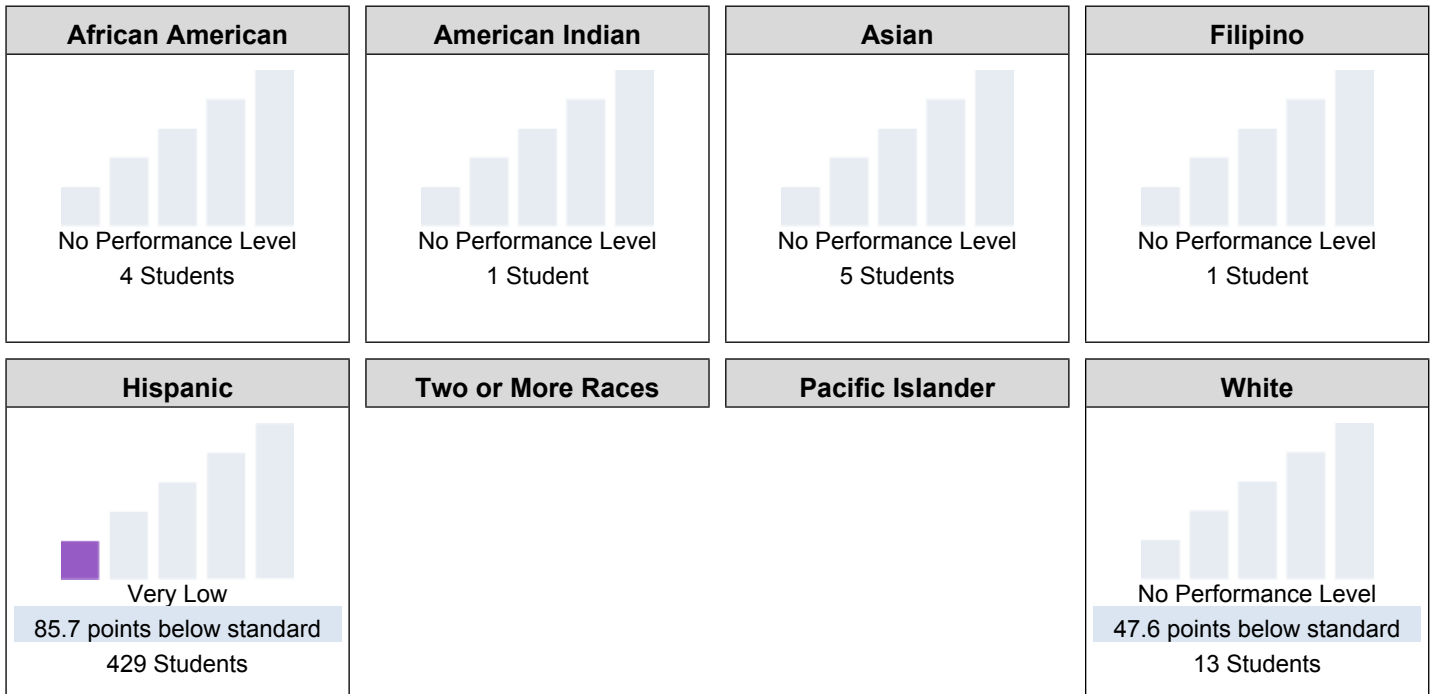 African American
No Performance Level
4 Students
American Indian
No Performance Level
1 Student
Asian
No Performance Level
5 Students
Filipino
No Performance Level
1 Student
Hispanic
Very Low
85.7 points below standard
429 Students
Two or More Races
Pacific Islander
White
No Performance Level
47.6 points below standard
13 Students